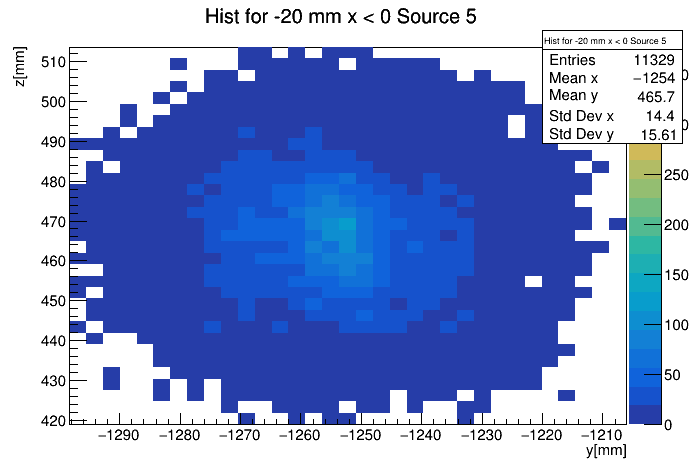 Hist for -20 mm x < 0 Source 5
Hist for -20 mm x < 0 Source 5
Entries 11329
Mean x −1254
Mean y 465.7
Std Dev x 14.4
Std Dev y 15.61
z[mm]
510
500
490
480
470
460
450
440
430
420
−1290 −1280 −1270 −1260 −1250 −1240 −1230 −1220 −1210
y[mm]
250
200
150
100
50
0